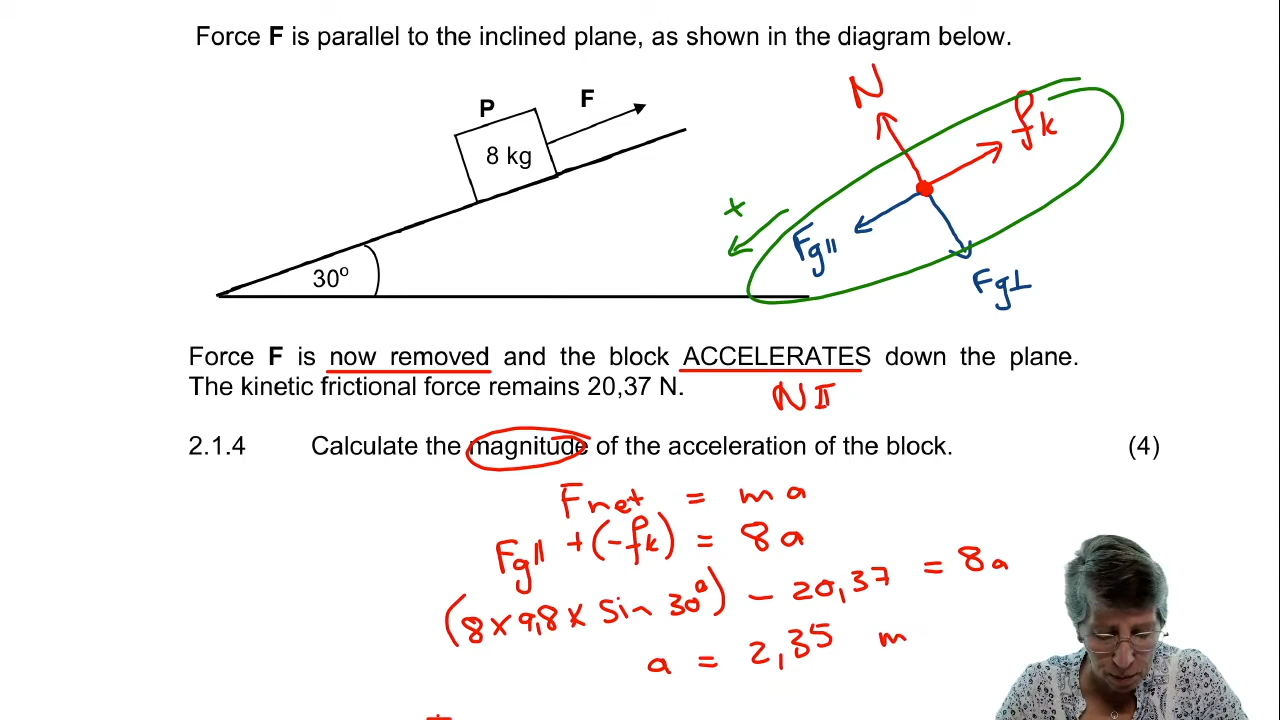 Force F is parallel to the inclined plane, as shown in the diagram below.
P
F
8 kg
30º
N
fk
+
Fg||
Fg⊥
Force F is now removed and the block ACCELERATES down the plane.
The kinetic frictional force remains 20,37 N.
N II
2.1.4 Calculate the magnitude of the acceleration of the block. (4)
Fnet = ma
Fg|| + (-fk) = 8a
(8 x 9,8 x sin 30°) - 20,37 = 8a
a = 2,35 m